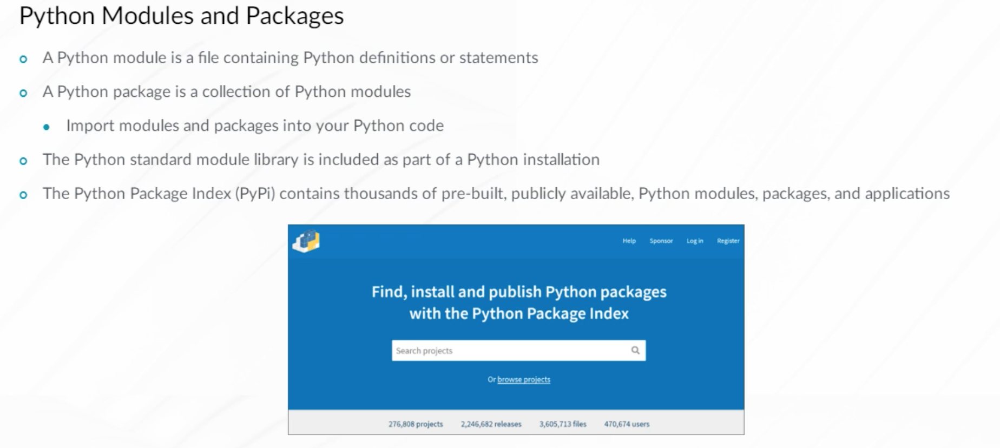 Python Modules and Packages
A Python module is a file containing Python definitions or statements
A Python package is a collection of Python modules
Import modules and packages into your Python code
The Python standard module library is included as part of a Python installation
The Python Package Index (PyPi) contains thousands of pre-built, publicly available, Python modules, packages, and applications
Help Sponsor Log in Register
Find, install and publish Python packages
with the Python Package Index
Search projects
Or browse projects
276,808 projects 2,246,682 releases 3,605,713 files 470,674 users